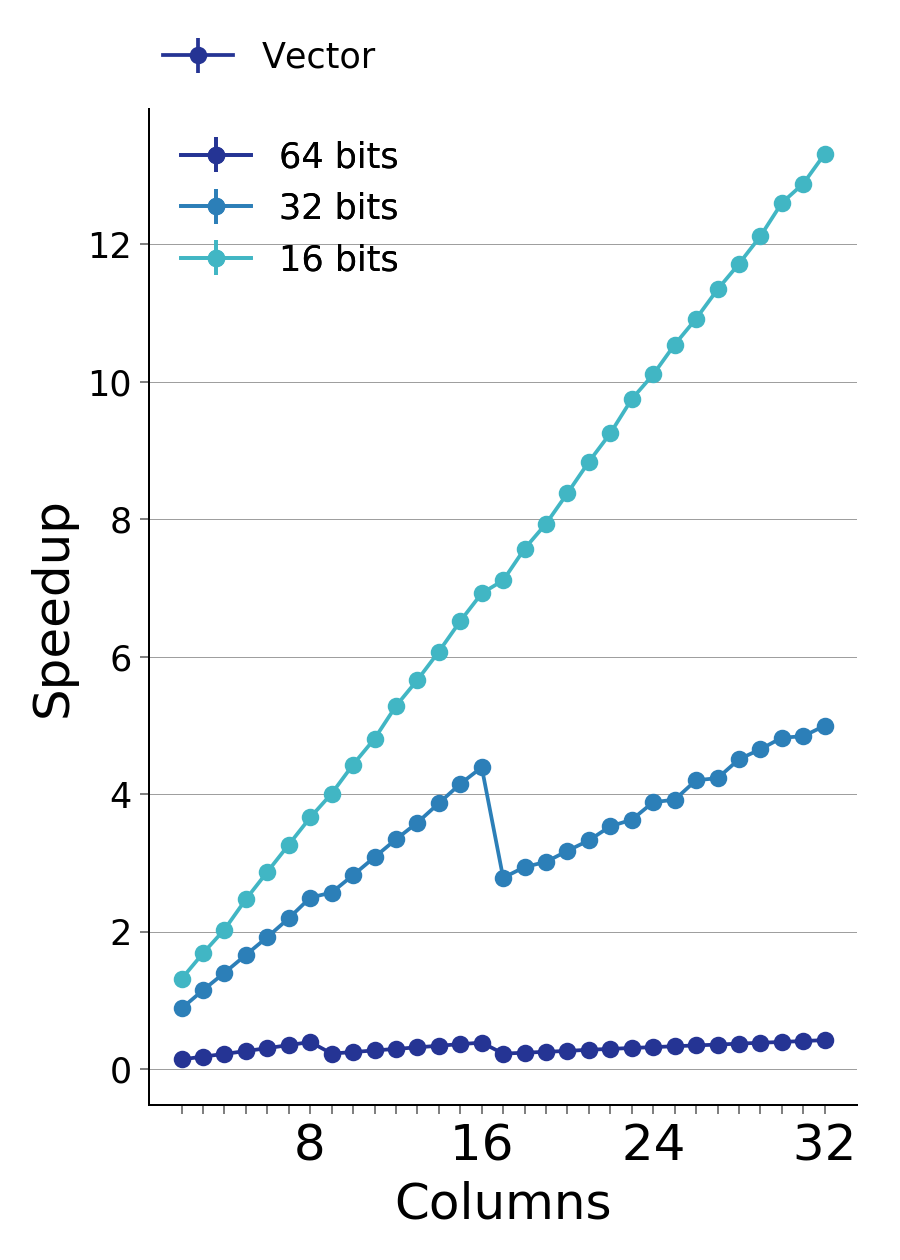 Vector
64 bits
32 bits
16 bits
12
10
8
6
4
2
0
Speedup
8 16 24 32
Columns